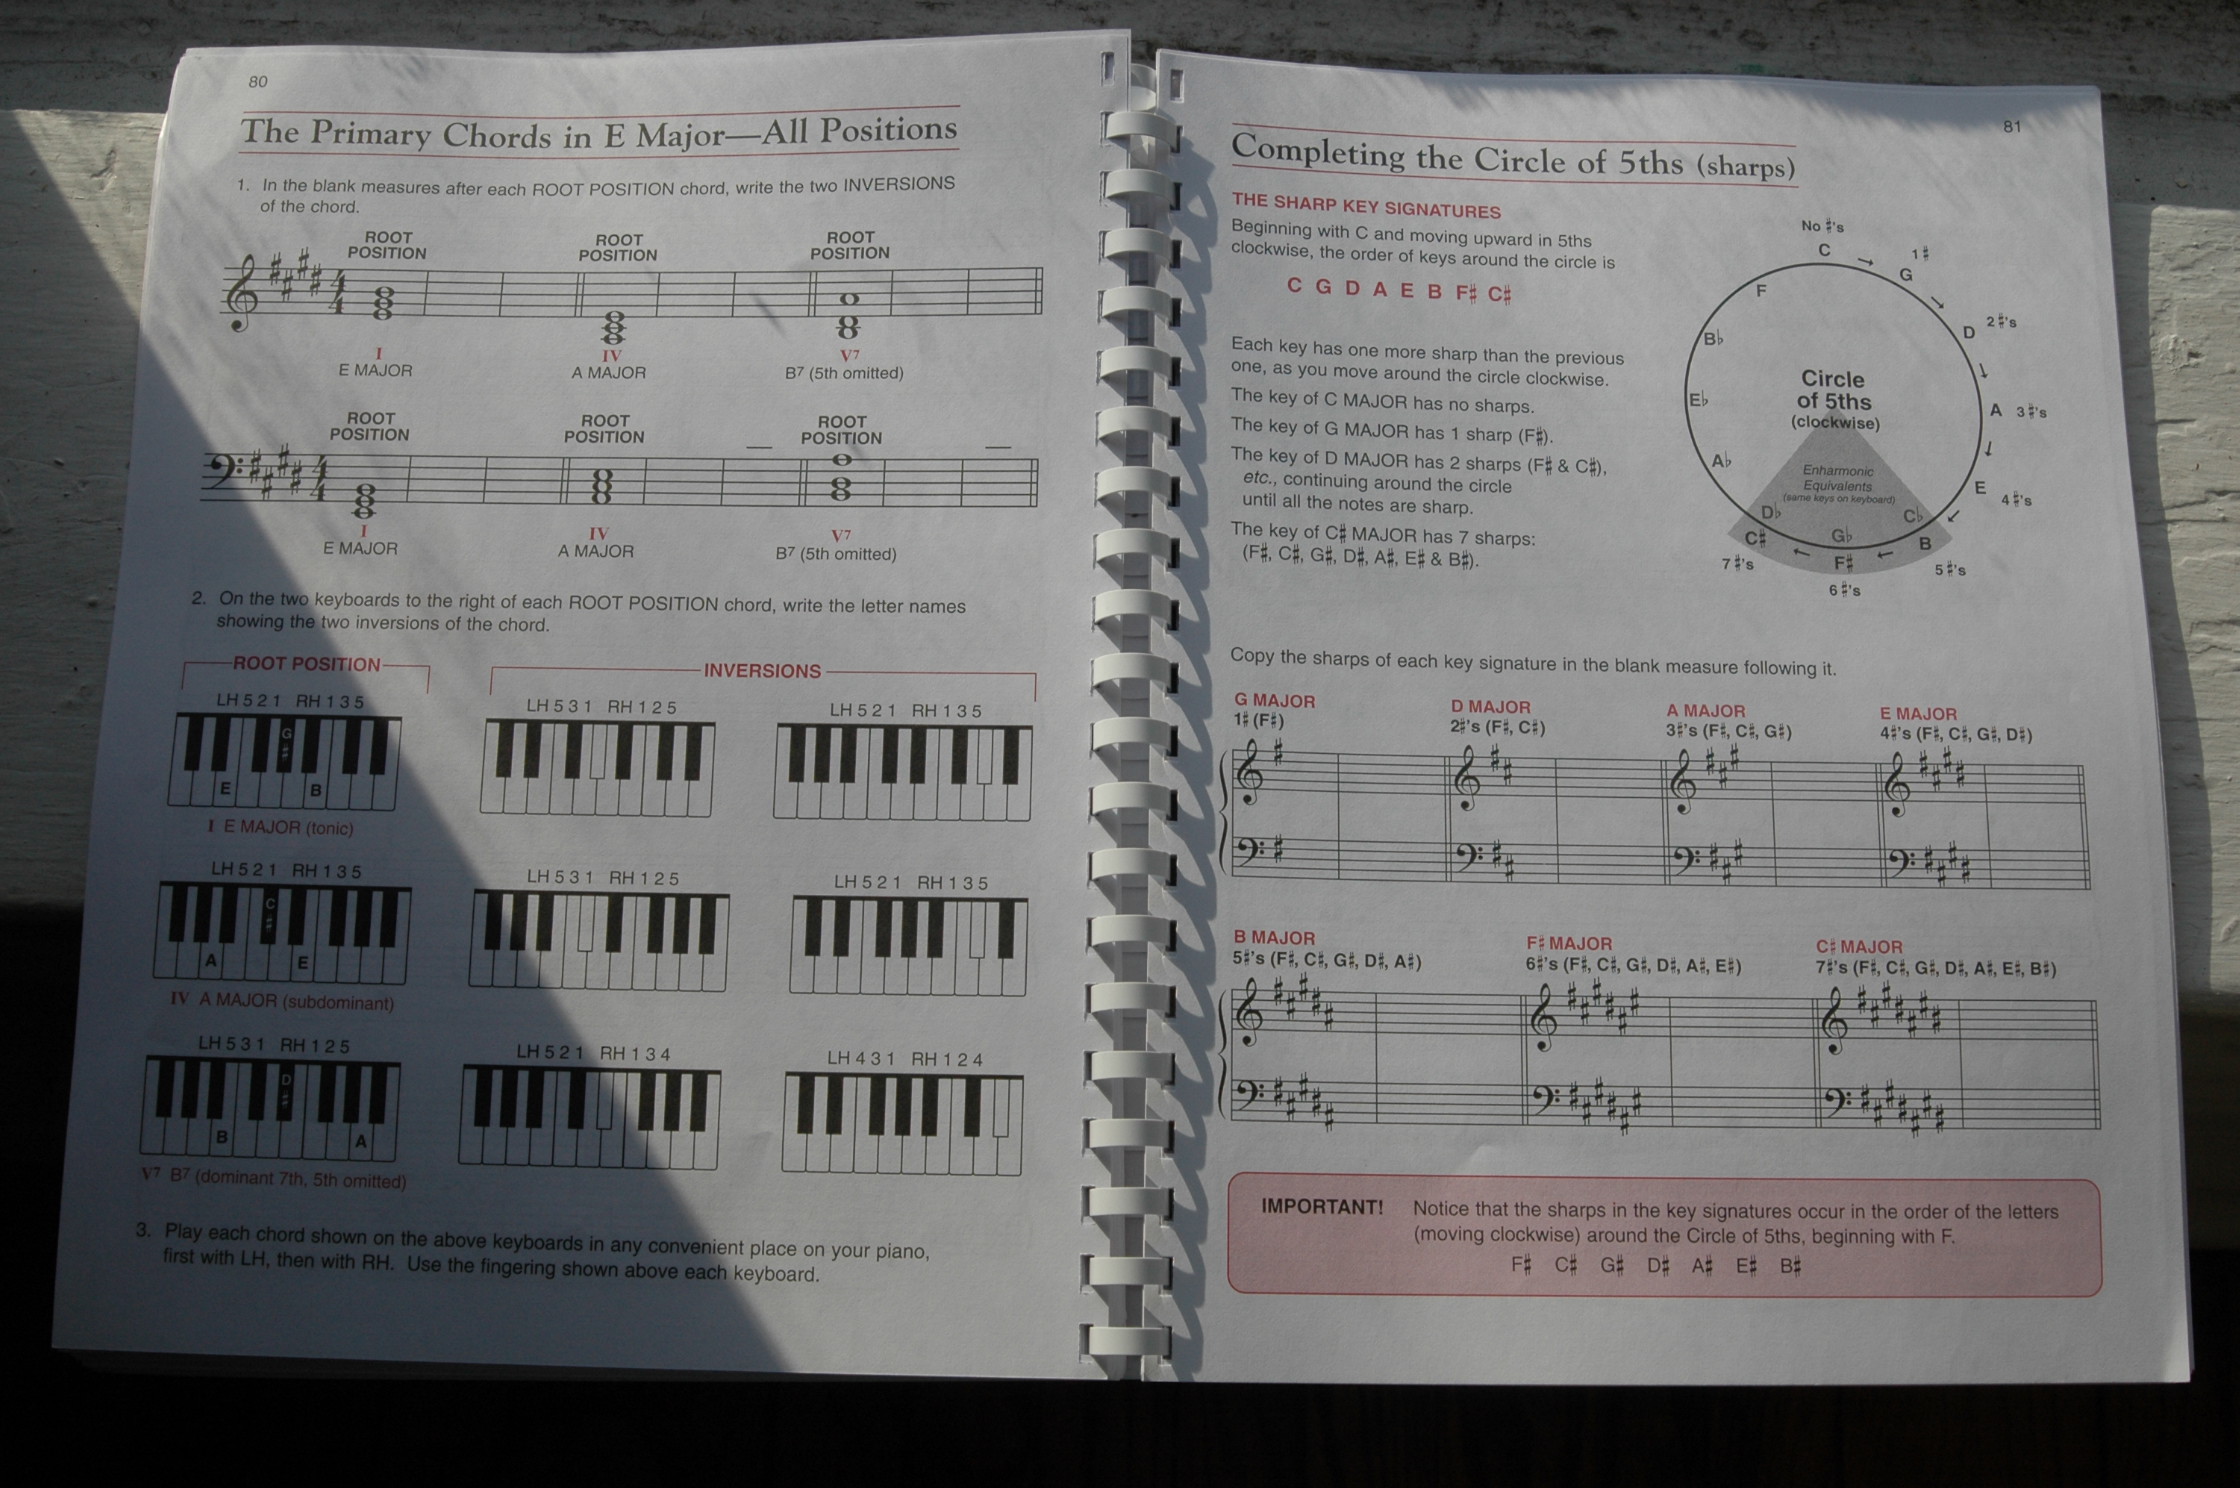 80
The Primary Chords in E Major—All Positions
1. In the blank measures after each ROOT POSITION chord, write the two INVERSIONS
of the chord.
ROOT POSITION
ROOT POSITION
ROOT POSITION
I
IV
V7
E MAJOR
A MAJOR
B7 (5th omitted)
ROOT POSITION
ROOT POSITION
ROOT POSITION
I
IV
V7
E MAJOR
A MAJOR
B7 (5th omitted)
2. On the two keyboards to the right of each ROOT POSITION chord, write the letter names
showing the two inversions of the chord.
ROOT POSITION
INVERSIONS
LH 5 2 1 RH 1 3 5
LH 5 3 1 RH 1 2 5
LH 5 2 1 RH 1 3 5
G♯
E B
I E MAJOR (tonic)
LH 5 2 1 RH 1 3 5
LH 5 3 1 RH 1 2 5
LH 5 2 1 RH 1 3 5
C♯
A E
IV A MAJOR (subdominant)
LH 5 3 1 RH 1 2 5
LH 5 2 1 RH 1 3 4
LH 4 3 1 RH 1 2 4
D♯
B A
V7 B7 (dominant 7th, 5th omitted)
3. Play each chord shown on the above keyboards in any convenient place on your piano,
first with LH, then with RH. Use the fingering shown above each keyboard.
81
Completing the Circle of 5ths (sharps)
THE SHARP KEY SIGNATURES
Beginning with C and moving upward in 5ths
clockwise, the order of keys around the circle is
C G D A E B F♯ C♯
Each key has one more sharp than the previous
one, as you move around the circle clockwise.
The key of C MAJOR has no sharps.
The key of G MAJOR has 1 sharp (F♯).
The key of D MAJOR has 2 sharps (F♯ & C♯),
etc., continuing around the circle
until all the notes are sharp.
The key of C♯ MAJOR has 7 sharps:
(F♯, C♯, G♯, D♯, A♯, E♯ & B♯).
No ♯'s
C
1♯
G
F
2♯'s
D
B♭
Circle
of 5ths
(clockwise)
E♭
A 3♯'s
A♭
Enharmonic
Equivalents
(same keys on keyboard)
E
4♯'s
D♭
C♭
G♭
C♯
B
F♯
7♯'s
5♯'s
6♯'s
Copy the sharps of each key signature in the blank measure following it.
G MAJOR
1♯ (F♯)
D MAJOR
2♯'s (F♯, C♯)
A MAJOR
3♯'s (F♯, C♯, G♯)
E MAJOR
4♯'s (F♯, C♯, G♯, D♯)
B MAJOR
5♯'s (F♯, C♯, G♯, D♯, A♯)
F♯ MAJOR
6♯'s (F♯, C♯, G♯, D♯, A♯, E♯)
C♯ MAJOR
7♯'s (F♯, C♯, G♯, D♯, A♯, E♯, B♯)
IMPORTANT! Notice that the sharps in the key signatures occur in the order of the letters
(moving clockwise) around the Circle of 5ths, beginning with F.
F♯ C♯ G♯ D♯ A♯ E♯ B♯